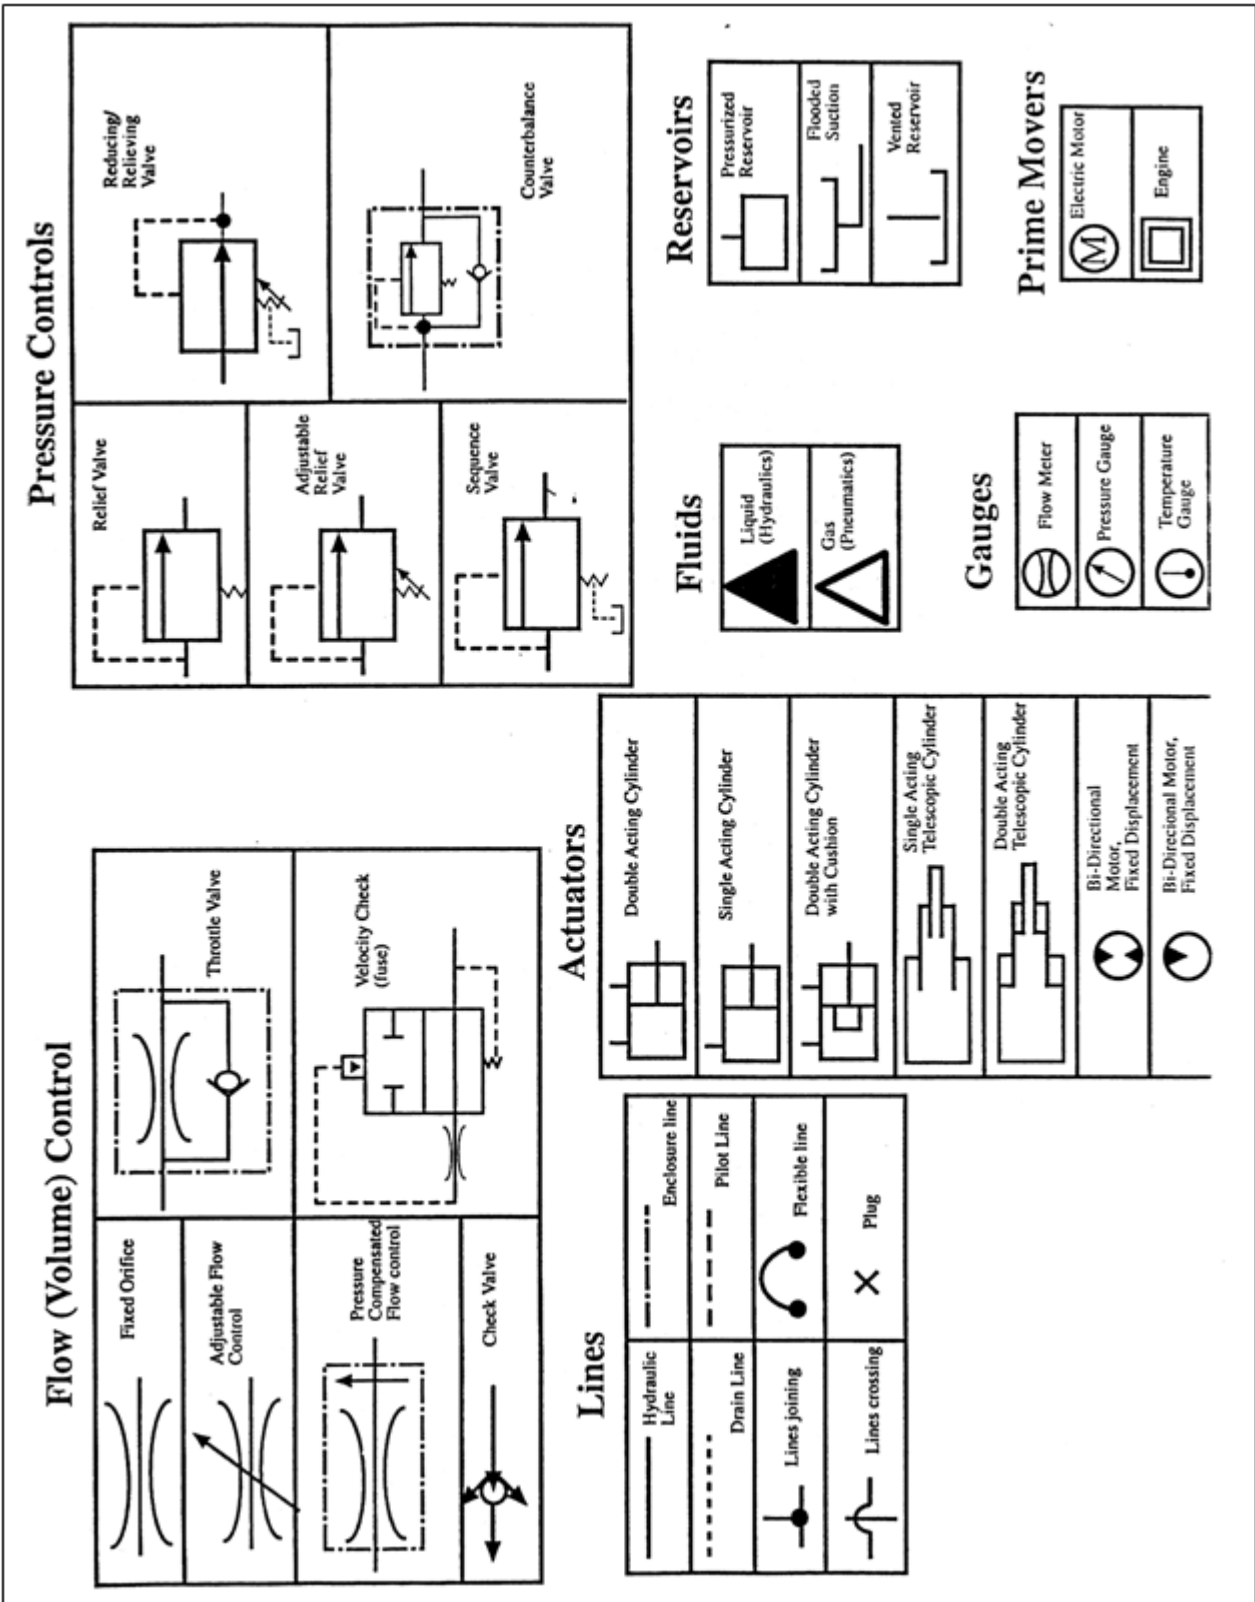 Flow (Volume) Control
Fixed Orifice
Adjustable Flow
Control
Pressure
Compensated
Flow control
Check Valve
Throttle Valve
Velocity Check
(fuse)
Pressure Controls
Relief Valve
Adjustable
Relief
Valve
Sequence
Valve
Reducing/
Relieving
Valve
Counterbalance
Valve
Lines
Hydraulic
Line
Enclosure line
Drain Line
Pilot Line
Lines joining
Flexible line
Lines crossing
Plug
Actuators
Double Acting Cylinder
Single Acting Cylinder
Double Acting Cylinder
with Cushion
Single Acting
Telescopic Cylinder
Double Acting
Telescopic Cylinder
Bi-Directional
Motor,
Fixed Displacement
Bi-Direcional Motor,
Fixed Displacement
Fluids
Liquid
(Hydraulics)
Gas
(Pneumatics)
Reservoirs
Pressurized
Reservoir
Flooded
Suction
Vented
Reservoir
Gauges
Flow Meter
Pressure Gauge
Temperature
Gauge
Prime Movers
M
Electric Motor
Engine